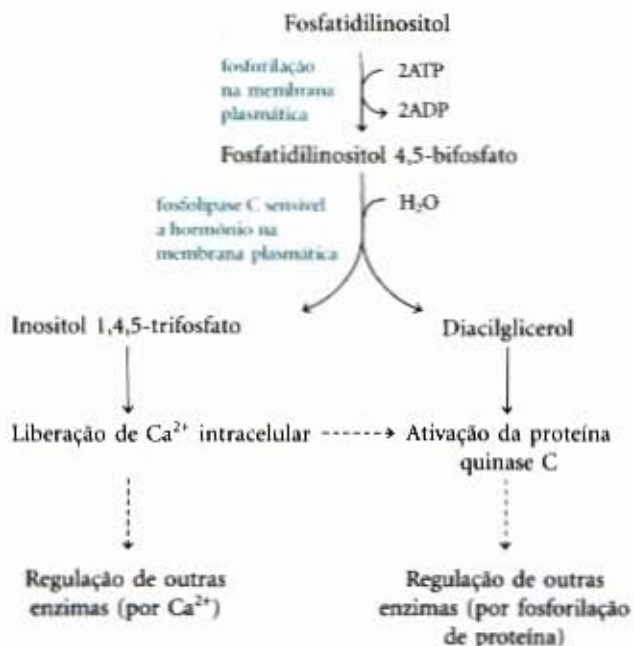 Fosfatidilinositol
fosforilação
na membrana
plasmática
2ATP
2ADP
Fosfatidilinositol 4,5-bifosfato
fosfolipase C sensível
a hormônio na
membrana plasmática
H₂O
Inositol 1,4,5-trifosfato
Diacilglicerol
Liberação de Ca²⁺ intracelular
Ativação da proteína
quinase C
Regulação de outras
enzimas (por Ca²⁺)
Regulação de outras
enzimas (por fosforilação
de proteína)